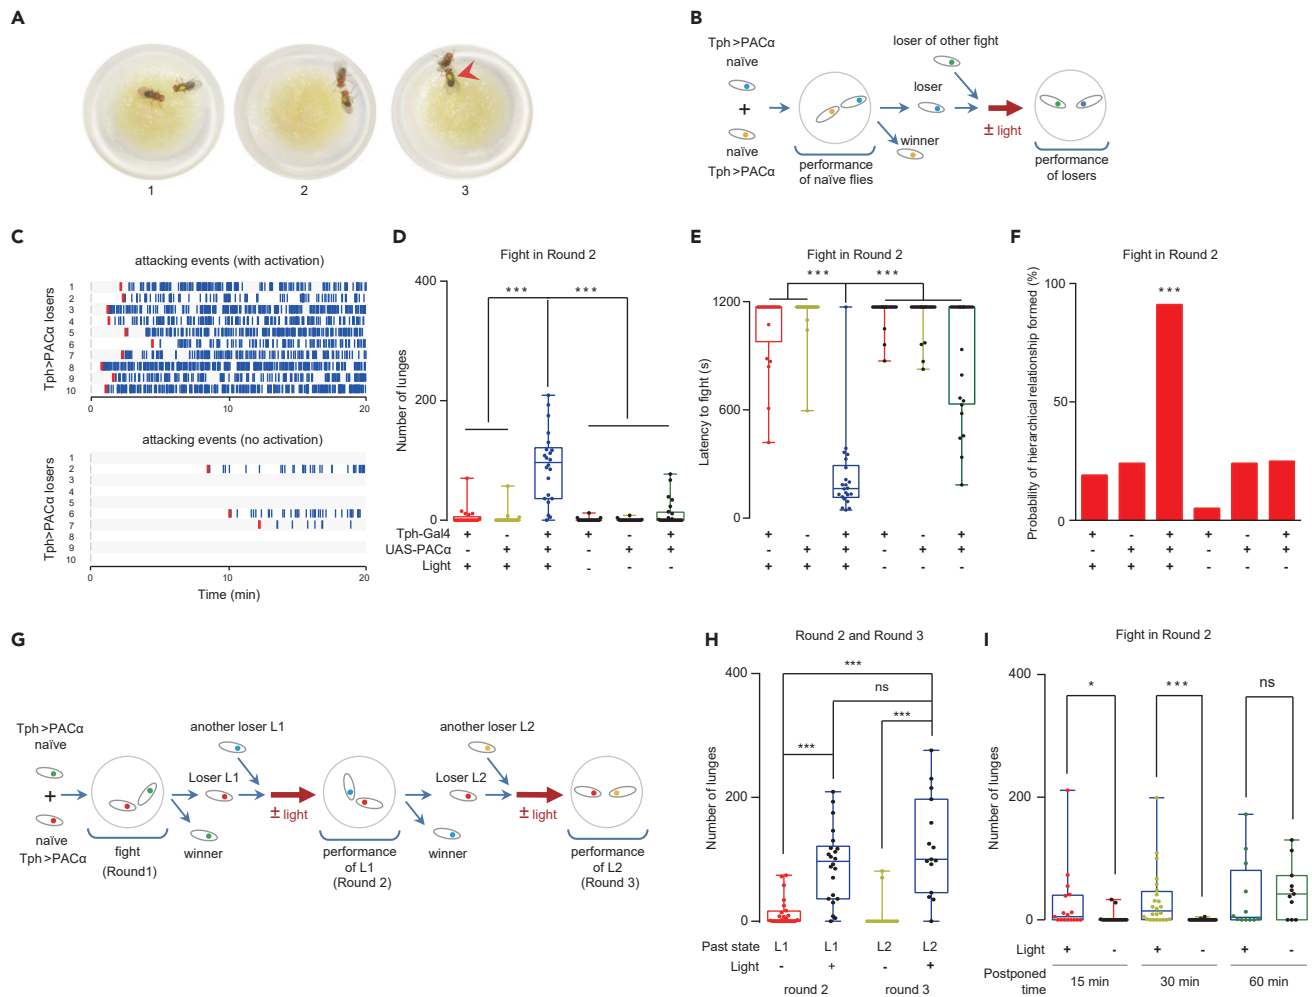 A
1
2
3
B
Tph>PACα
naïve
+
naïve
Tph>PACα
loser of other fight
loser
winner
± light
performance
of naïve flies
performance
of losers
C
attacking events (with activation)
Tph>PACα losers
1
2
3
4
5
6
7
8
9
10
0 10 20
attacking events (no activation)
Tph>PACα losers
1
2
3
4
5
6
7
8
9
10
0 10 20
Time (min)
D
Fight in Round 2
*** ***
Number of lunges
400
200
0
Tph-Gal4 + - + + - +
UAS-PACα - + + - + +
Light + + + - - -
E
Fight in Round 2
*** ***
Latency to fight (s)
1200
600
0
+ - + + - +
- + + - + +
+ + + - - -
F
Fight in Round 2
***
Probability of hierarchical relationship formed (%)
100
50
0
+ - + + - +
- + + - + +
+ + + - - -
G
Tph>PACα
naïve
+
naïve
Tph>PACα
fight
(Round1)
another loser L1
Loser L1
winner
± light
performance
of L1
(Round 2)
another loser L2
Loser L2
winner
± light
performance
of L2
(Round 3)
H
Round 2 and Round 3
***
ns
***
***
Number of lunges
400
200
0
Past state L1 L1 L2 L2
Light - + - +
round 2 round 3
I
Fight in Round 2
* *** ns
Number of lunges
400
200
0
Light + - + - + -
Postponed
time
15 min 30 min 60 min